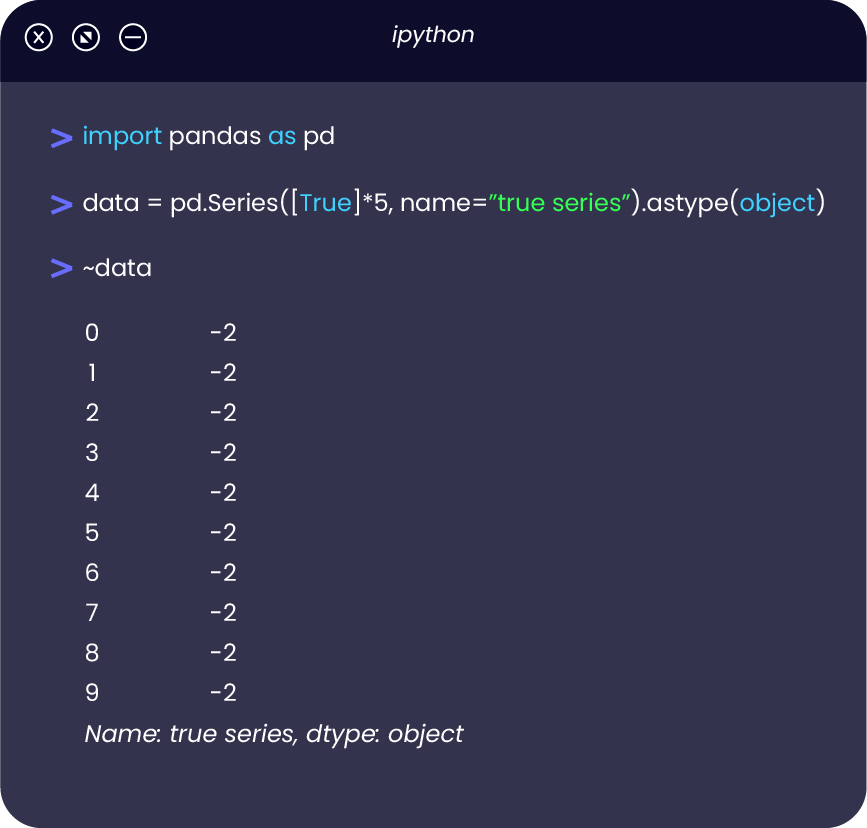 ipython
> import pandas as pd
> data = pd.Series([True]*5, name=”true series”).astype(object)
> ~data
0 -2
1 -2
2 -2
3 -2
4 -2
5 -2
6 -2
7 -2
8 -2
9 -2
Name: true series, dtype: object